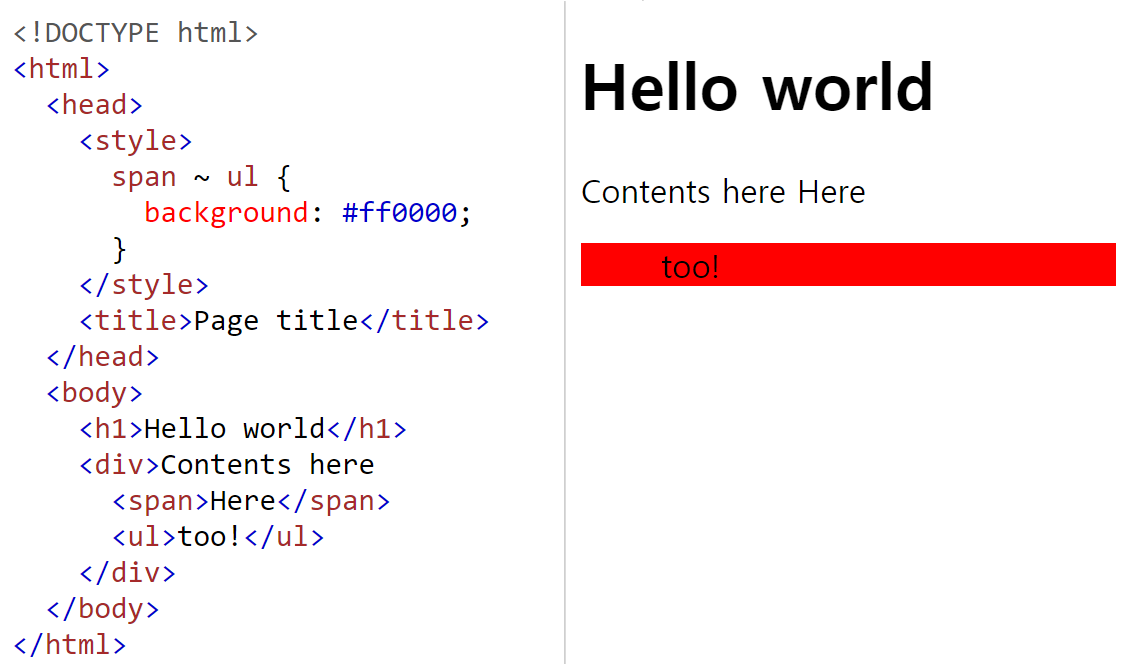 <!DOCTYPE html>
<html>
  <head>
    <style>
      span ~ ul {
        background: #ff0000;
      }
    </style>
    <title>Page title</title>
  </head>
  <body>
    <h1>Hello world</h1>
    <div>Contents here
      <span>Here</span>
      <ul>too!</ul>
    </div>
  </body>
</html>
Hello world
Contents here Here
too!